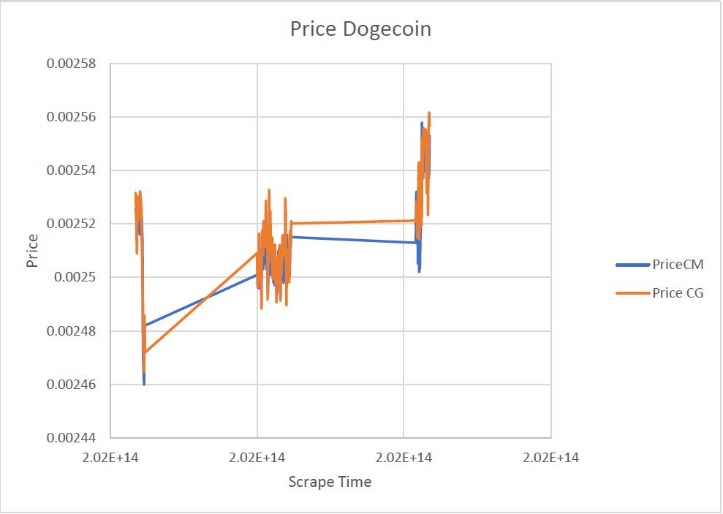 Price Dogecoin
0.00258
0.00256
0.00254
0.00252
0.0025
0.00248
0.00246
0.00244
Price
2.02E+14 2.02E+14 2.02E+14 2.02E+14
Scrape Time
PriceCM
Price CG